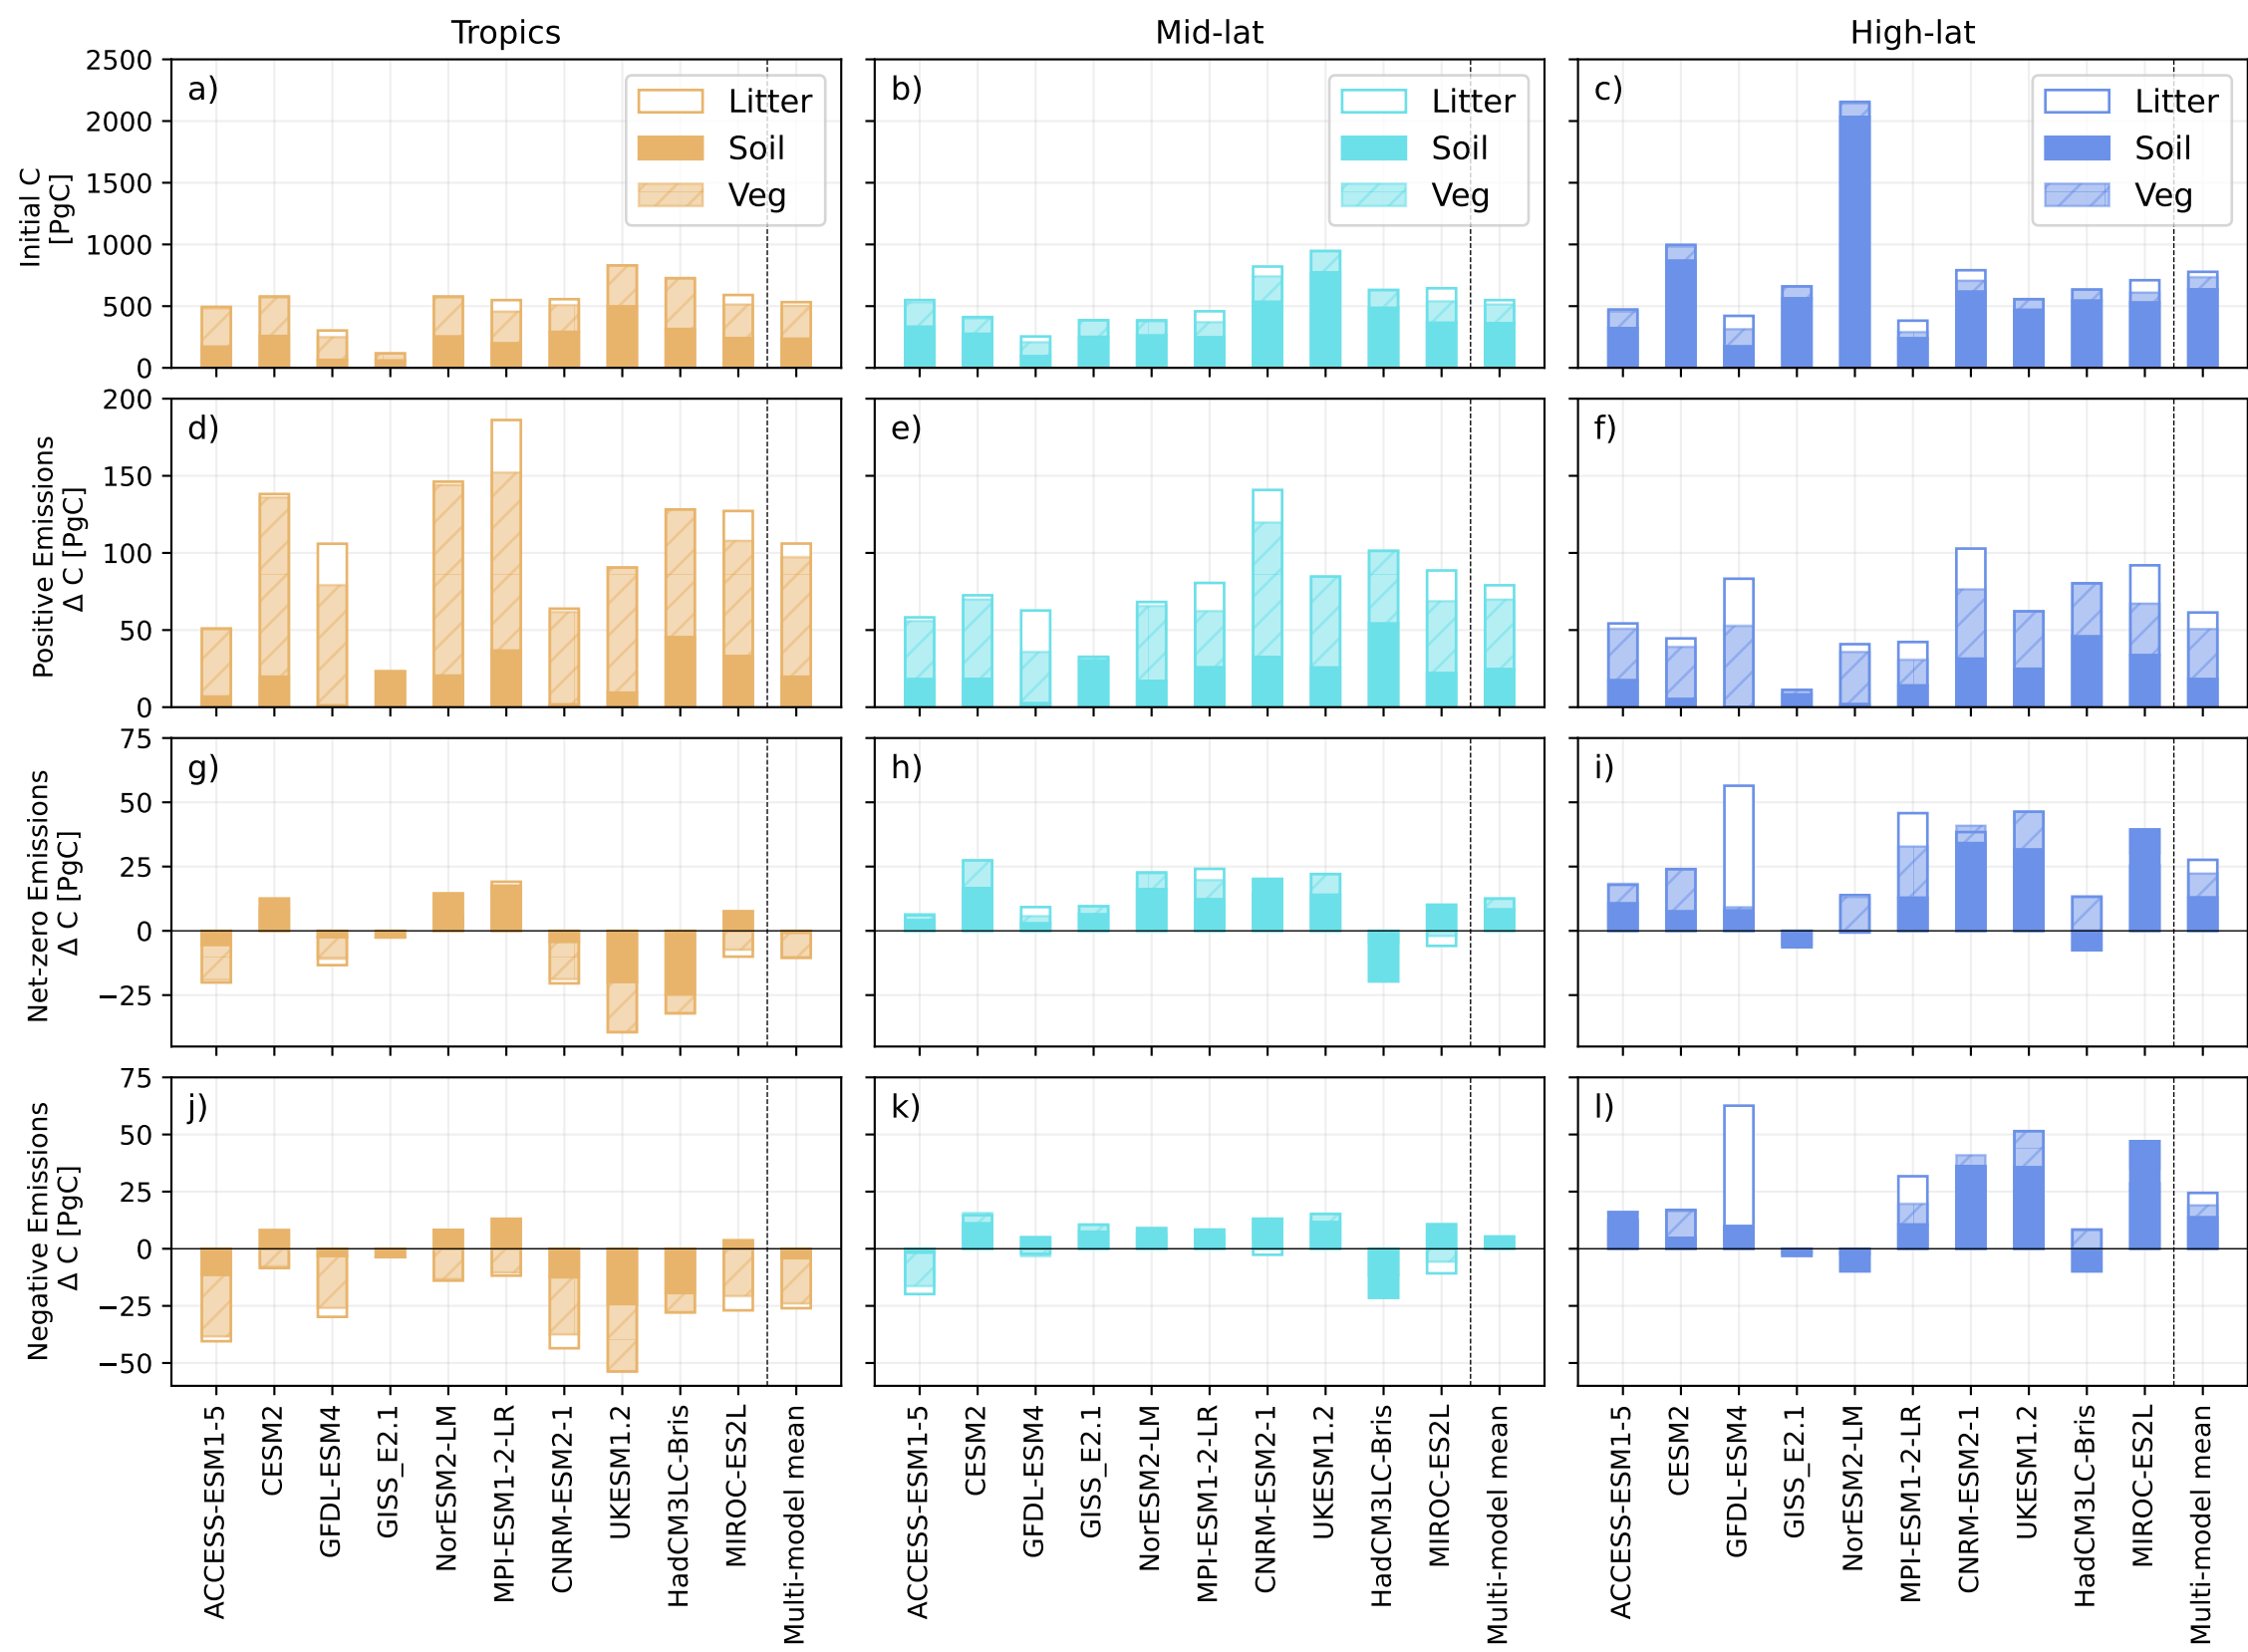 Tropics
Mid-lat
High-lat
Initial C
[PgC]
2500
2000
1500
1000
500
0
a)
Litter
Soil
Veg
b)
Litter
Soil
Veg
c)
Litter
Soil
Veg
Positive Emissions
Δ C [PgC]
200
150
100
50
0
d)
e)
f)
Net-zero Emissions
Δ C [PgC]
75
50
25
0
−25
g)
h)
i)
Negative Emissions
Δ C [PgC]
75
50
25
0
−25
−50
j)
k)
l)
ACCESS-ESM1-5
CESM2
GFDL-ESM4
GISS_E2.1
NorESM2-LM
MPI-ESM1-2-LR
CNRM-ESM2-1
UKESM1.2
HadCM3LC-Bris
MIROC-ES2L
Multi-model mean
ACCESS-ESM1-5
CESM2
GFDL-ESM4
GISS_E2.1
NorESM2-LM
MPI-ESM1-2-LR
CNRM-ESM2-1
UKESM1.2
HadCM3LC-Bris
MIROC-ES2L
Multi-model mean
ACCESS-ESM1-5
CESM2
GFDL-ESM4
GISS_E2.1
NorESM2-LM
MPI-ESM1-2-LR
CNRM-ESM2-1
UKESM1.2
HadCM3LC-Bris
MIROC-ES2L
Multi-model mean